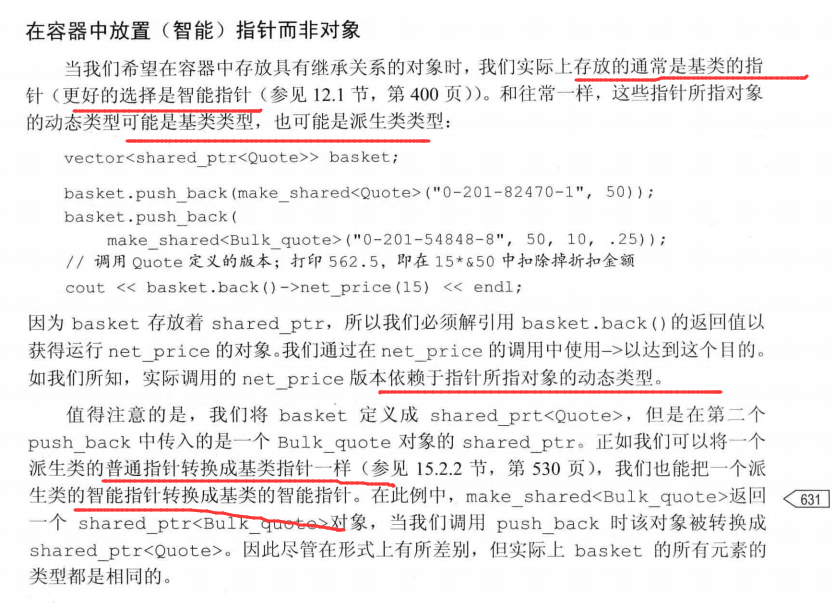 在容器中放置（智能）指针而非对象
当我们希望在容器中存放具有继承关系的对象时，我们实际上存放的通常是基类的指
针（更好的选择是智能指针（参见 12.1 节，第 400 页））。和往常一样，这些指针所指对象
的动态类型可能是基类类型，也可能是派生类类型：
vector<shared_ptr<Quote>> basket;
basket.push_back(make_shared<Quote>("0-201-82470-1", 50));
basket.push_back(
make_shared<Bulk_quote>("0-201-54848-8", 50, 10, .25));
// 调用 Quote 定义的版本；打印 562.5，即在 15*&50 中扣除掉折扣金额
cout << basket.back()->net_price(15) << endl;
因为 basket 存放着 shared_ptr，所以我们必须解引用 basket.back()的返回值以
获得运行 net_price 的对象。我们通过在 net_price 的调用中使用->以达到这个目的。
如我们所知，实际调用的 net_price 版本依赖于指针所指对象的动态类型。
值得注意的是，我们将 basket 定义成 shared_prt<Quote>，但是在第二个
push_back 中传入的是一个 Bulk_quote 对象的 shared_ptr。正如我们可以将一个
派生类的普通指针转换成基类指针一样（参见 15.2.2 节，第 530 页），我们也能把一个派
生类的智能指针转换成基类的智能指针。在此例中，make_shared<Bulk_quote>返回
631
一个 shared_ptr<Bulk_quote>对象，当我们调用 push_back 时该对象被转换成
shared_ptr<Quote>。因此尽管在形式上有所差别，但实际上 basket 的所有元素的
类型都是相同的。